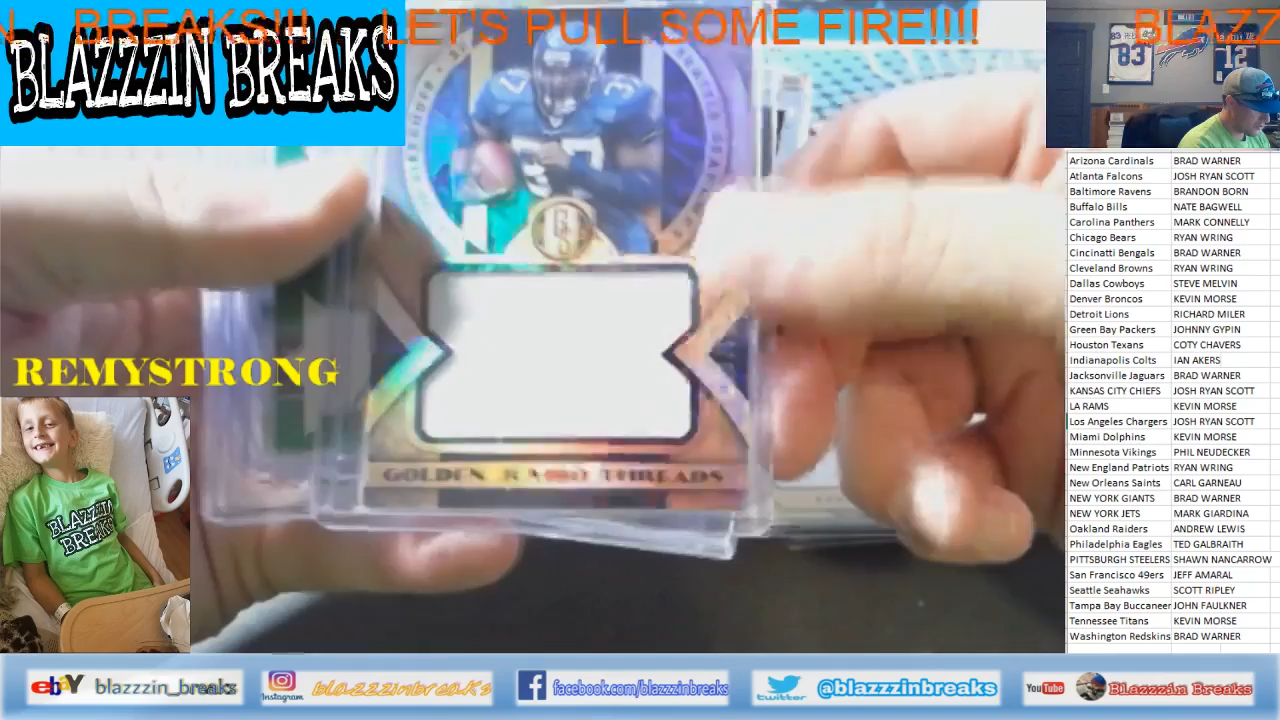 N BREAKS!!! LET'S PULL SOME FIRE!!!! BLAZZ
BLAZZZIN BREAKS
83
12
37
GS
GOLDEN JUMBO THREADS
REMYSTRONG
BLAZZZIN
BREAKS
Arizona Cardinals BRAD WARNER
Atlanta Falcons JOSH RYAN SCOTT
Baltimore Ravens BRANDON BORN
Buffalo Bills NATE BAGWELL
Carolina Panthers MARK CONNELLY
Chicago Bears RYAN WRING
Cincinatti Bengals BRAD WARNER
Cleveland Browns RYAN WRING
Dallas Cowboys STEVE MELVIN
Denver Broncos KEVIN MORSE
Detroit Lions RICHARD MILER
Green Bay Packers JOHNNY GYPIN
Houston Texans COTY CHAVERS
Indianapolis Colts IAN AKERS
Jacksonville Jaguars BRAD WARNER
KANSAS CITY CHIEFS JOSH RYAN SCOTT
LA RAMS KEVIN MORSE
Los Angeles Chargers JOSH RYAN SCOTT
Miami Dolphins KEVIN MORSE
Minnesota Vikings PHIL NEUDECKER
New England Patriots RYAN WRING
New Orleans Saints CARL GARNEAU
NEW YORK GIANTS BRAD WARNER
NEW YORK JETS MARK GIARDINA
Oakland Raiders ANDREW LEWIS
Philadelphia Eagles TED GALBRAITH
PITTSBURGH STEELERS SHAWN NANCARROW
San Francisco 49ers JEFF AMARAL
Seattle Seahawks SCOTT RIPLEY
Tampa Bay Buccaneer JOHN FAULKNER
Tennessee Titans KEVIN MORSE
Washington Redskins BRAD WARNER
ebay blazzzin_breaks Instagram blazzzinbreaks facebook.com/blazzzinbreaks twitter @blazzzinbreaks YouTube Blazzzin Breaks